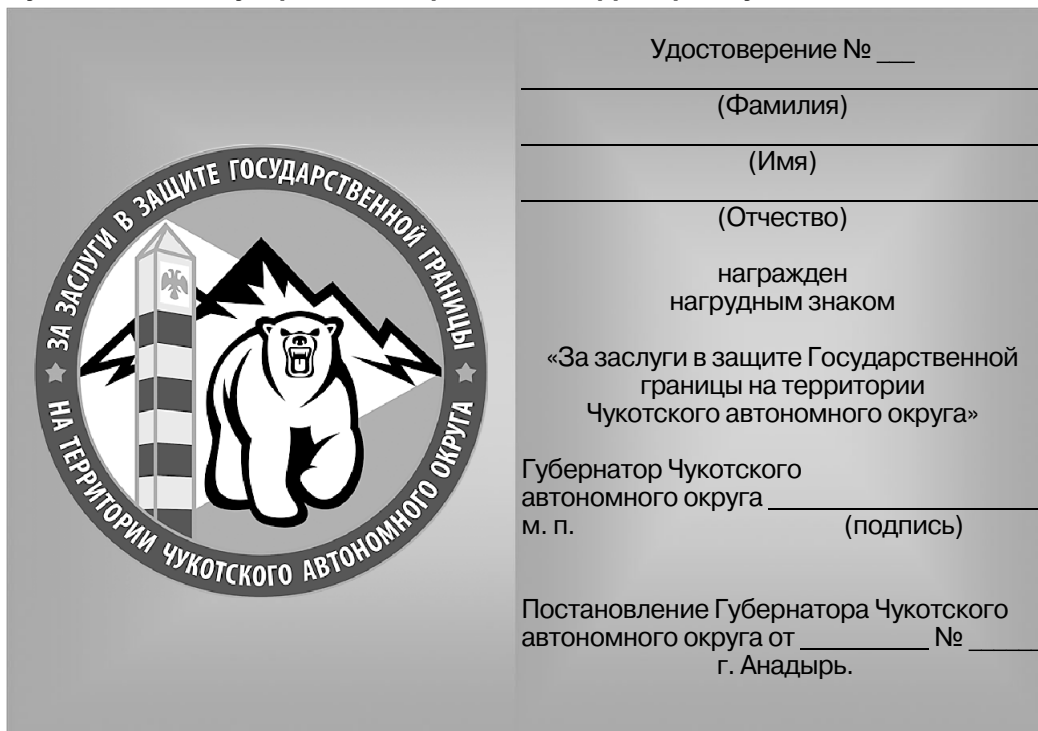 ЗА ЗАСЛУГИ В ЗАЩИТЕ ГОСУДАРСТВЕННОЙ ГРАНИЦЫ
НА ТЕРРИТОРИИ ЧУКОТСКОГО АВТОНОМНОГО ОКРУГА
Удостоверение № ___
(Фамилия)
(Имя)
(Отчество)
награжден
нагрудным знаком
«За заслуги в защите Государственной
границы на территории
Чукотского автономного округа»
Губернатор Чукотского
автономного округа ____________________
м. п. (подпись)
Постановление Губернатора Чукотского
автономного округа от _________ № _____
г. Анадырь.